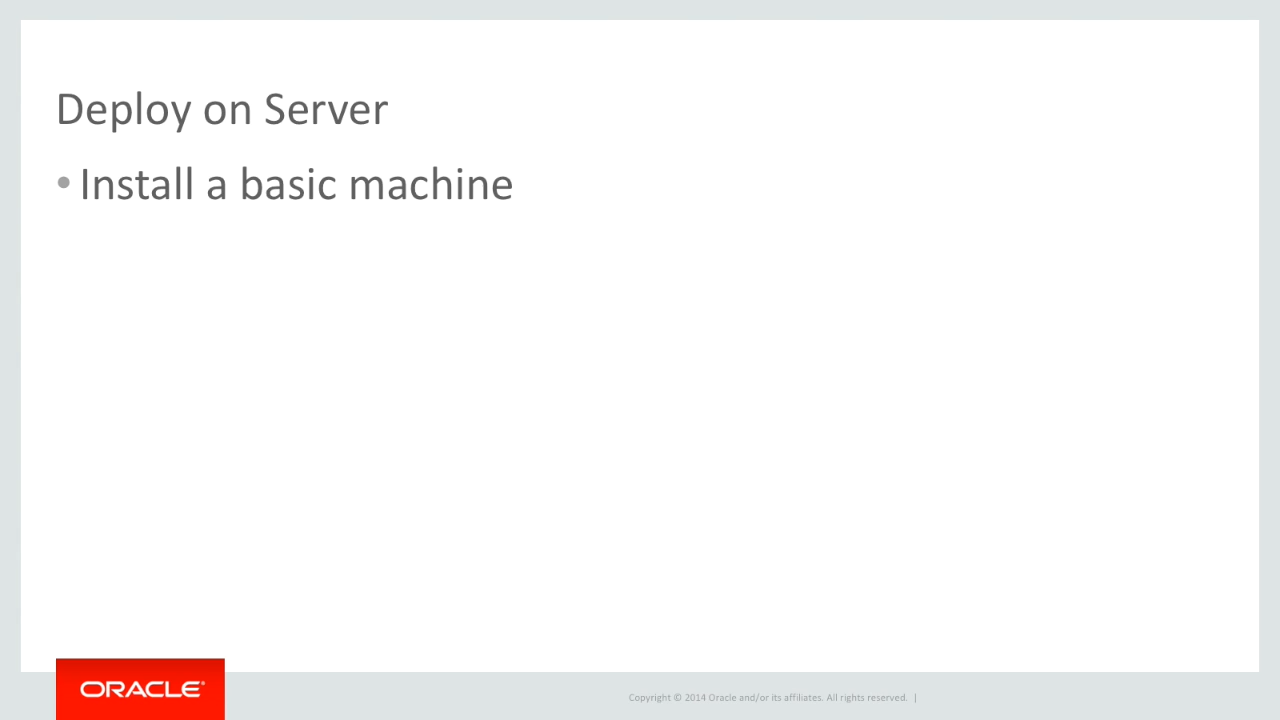 Deploy on Server
• Install a basic machine
ORACLE®
Copyright © 2014 Oracle and/or its affiliates. All rights reserved. |